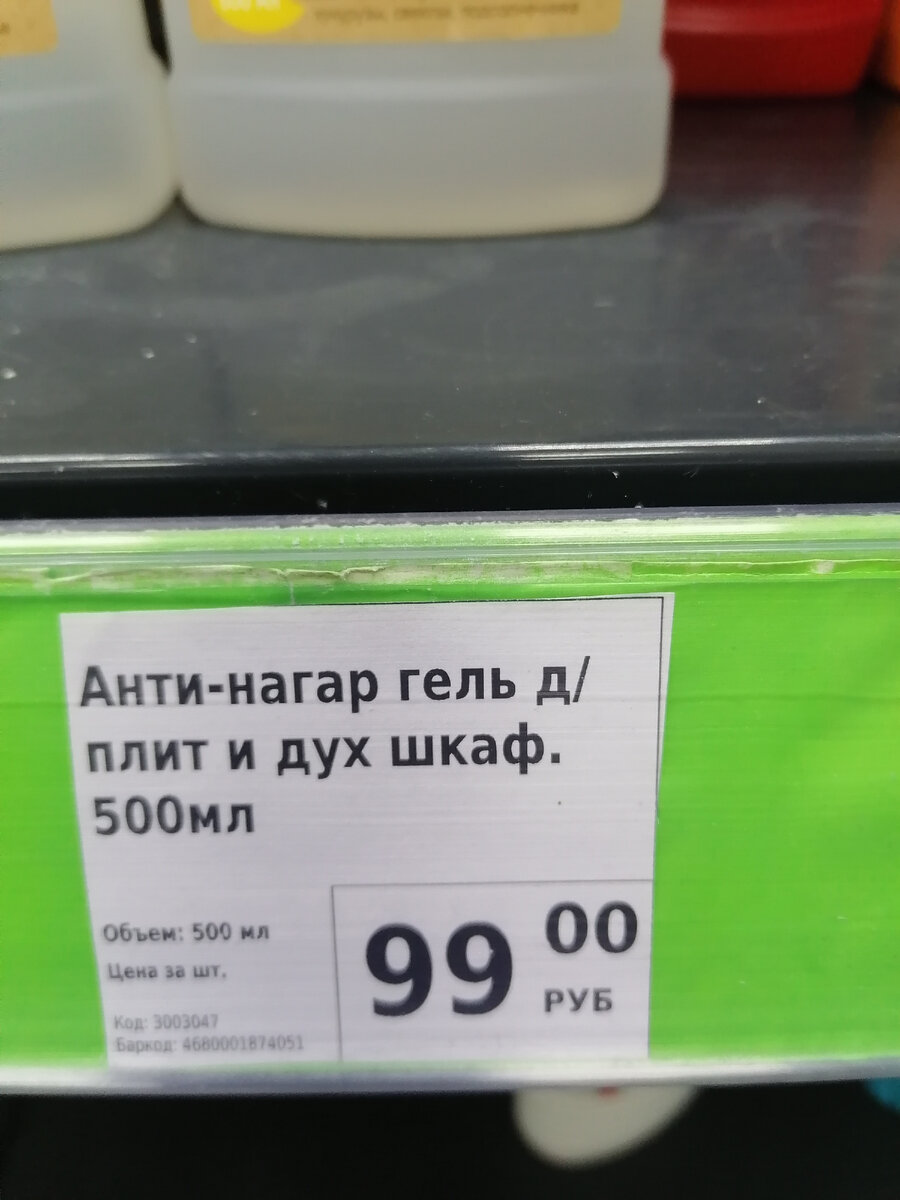 Анти-нагар гель д/
плит и дух шкаф.
500мл
Объем: 500 мл
Цена за шт.
99 00
РУБ
Код: 3003047
Баркод: 4680001874051